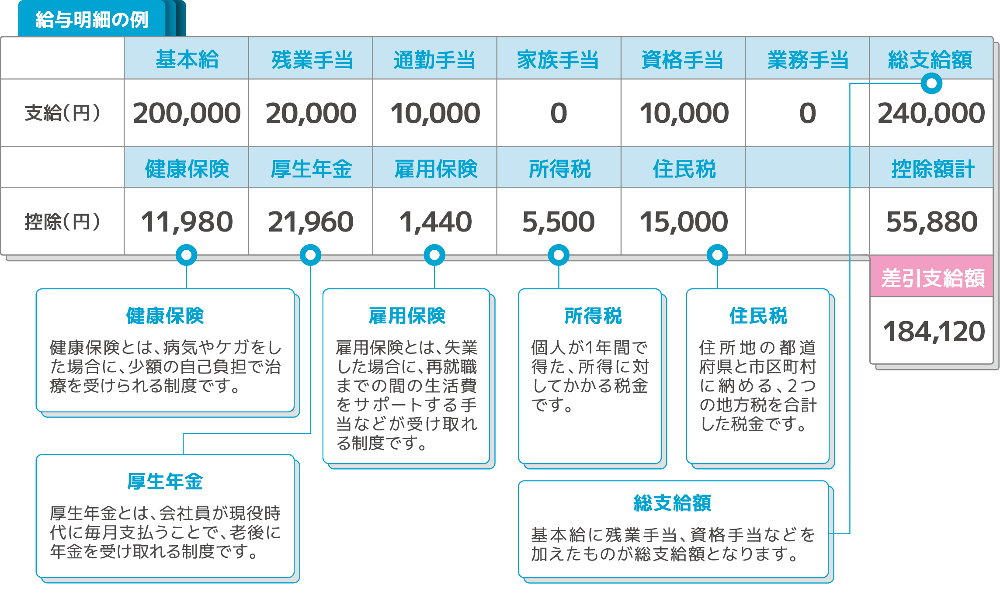 給与明細の例
基本給 残業手当 通勤手当 家族手当 資格手当 業務手当 総支給額
支給(円) 200,000 20,000 10,000 0 10,000 0 240,000
健康保険 厚生年金 雇用保険 所得税 住民税 控除額計
控除(円) 11,980 21,960 1,440 5,500 15,000 55,880
差引支給額
184,120
健康保険
健康保険とは、病気やケガをし
た場合に、少額の自己負担で治
療を受けられる制度です。
厚生年金
厚生年金とは、会社員が現役時
代に毎月支払うことで、老後に
年金を受け取れる制度です。
雇用保険
雇用保険とは、失業
した場合に、再就職
までの間の生活費
をサポートする手
当などが受け取れ
る制度です。
所得税
個人が1年間で
得た、所得に対
してかかる税金
です。
住民税
住所地の都道
府県と市区町村
に納める、2つ
の地方税を合計
した税金です。
総支給額
基本給に残業手当、資格手当などを
加えたものが総支給額となります。